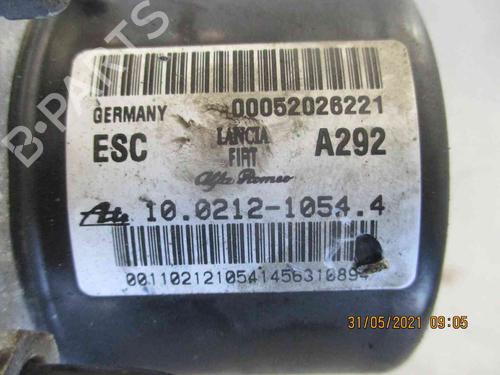 B-PARTS
GERMANY 00052026221
ESC LANCIA A292
FIAT
Alfa Romeo
Ate 10.0212-1054.4
31/05/2021 09:05